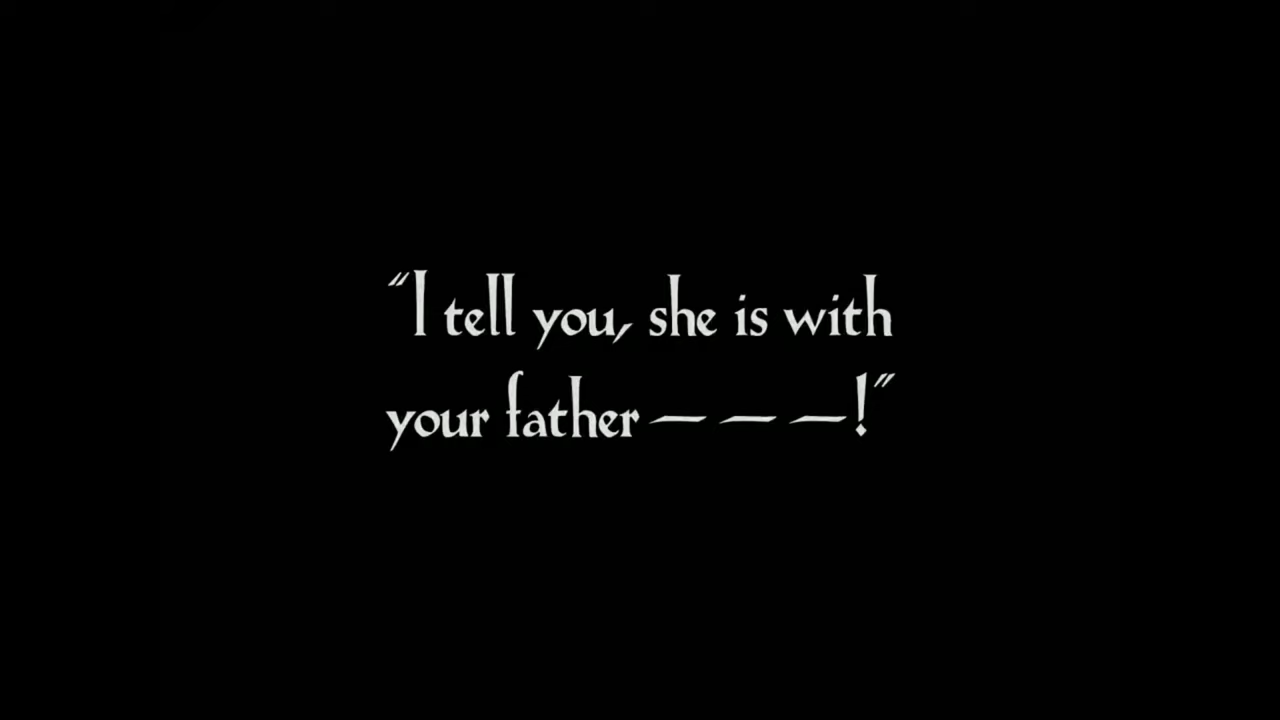 “I tell you, she is with
your father — — —!”